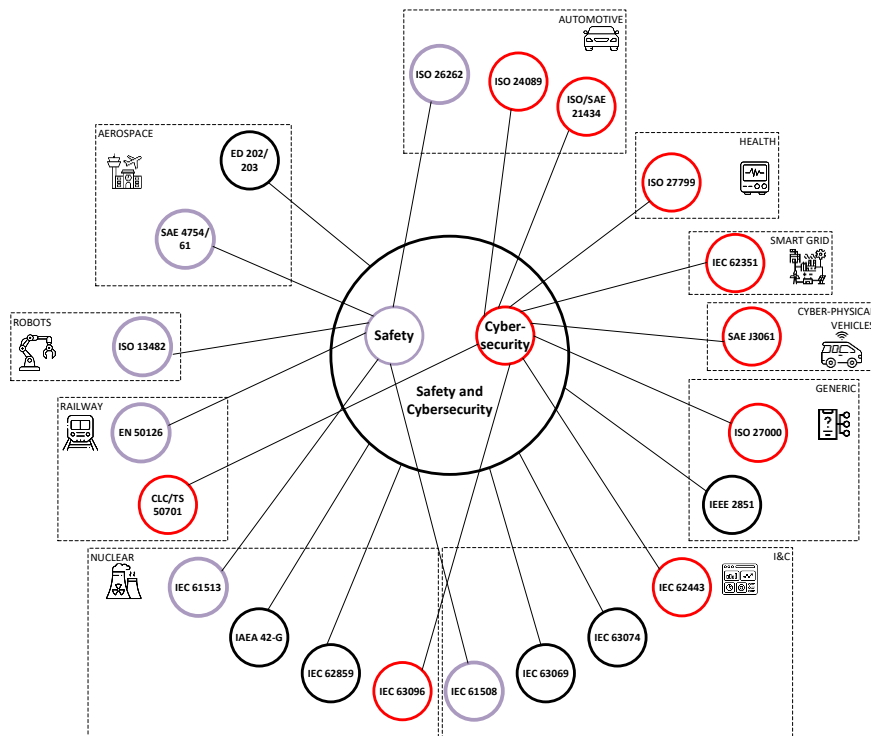 AUTOMOTIVE
ISO 26262
ISO 24089
ISO/SAE
21434
AEROSPACE
ED 202/
203
SAE 4754/
61
HEALTH
ISO 27799
SMART GRID
IEC 62351
CYBER-PHYSICAL
VEHICLES
SAE J3061
ROBOTS
ISO 13482
Safety
Cyber-
security
Safety and
Cybersecurity
RAILWAY
EN 50126
CLC/TS
50701
GENERIC
ISO 27000
IEEE 2851
NUCLEAR
IEC 61513
IAEA 42-G
IEC 62859
IEC 63096
I&C
IEC 62443
IEC 63074
IEC 63069
IEC 61508